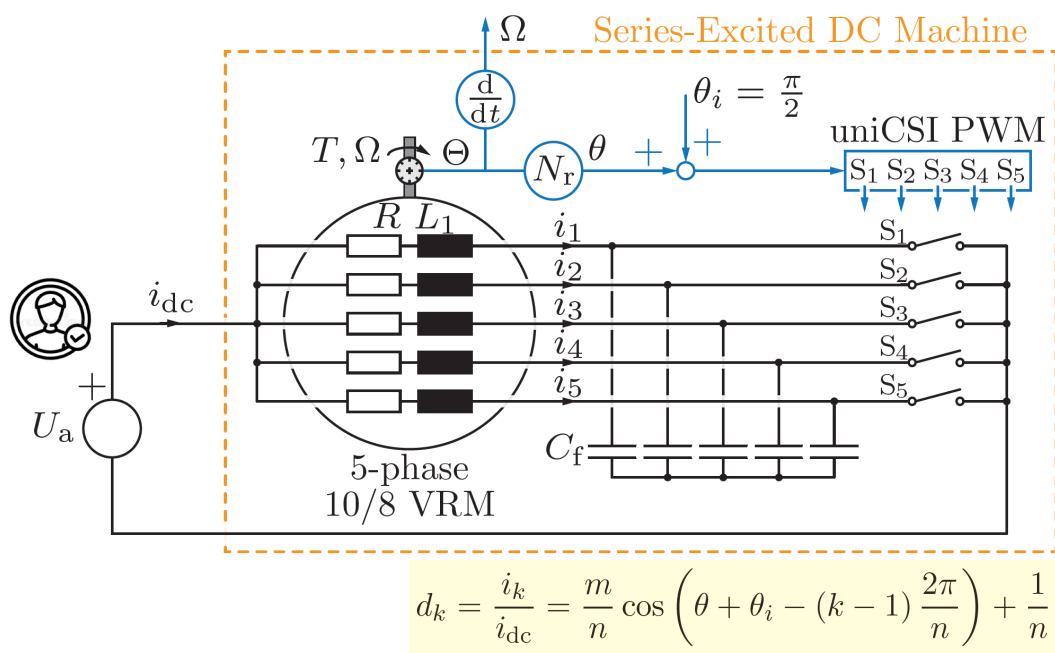 Series-Excited DC Machine
Ω
d/dt
θ_i = π/2
uniCSI PWM
T, Ω
Θ
N_r
θ
+
+
S_1 S_2 S_3 S_4 S_5
R L_1
i_1
S_1
i_2
S_2
i_dc
i_3
S_3
i_4
S_4
+
i_5
S_5
U_a
C_f
5-phase
10/8 VRM
d_k = i_k/i_dc = m/n cos(θ + θ_i − (k − 1) 2π/n) + 1/n